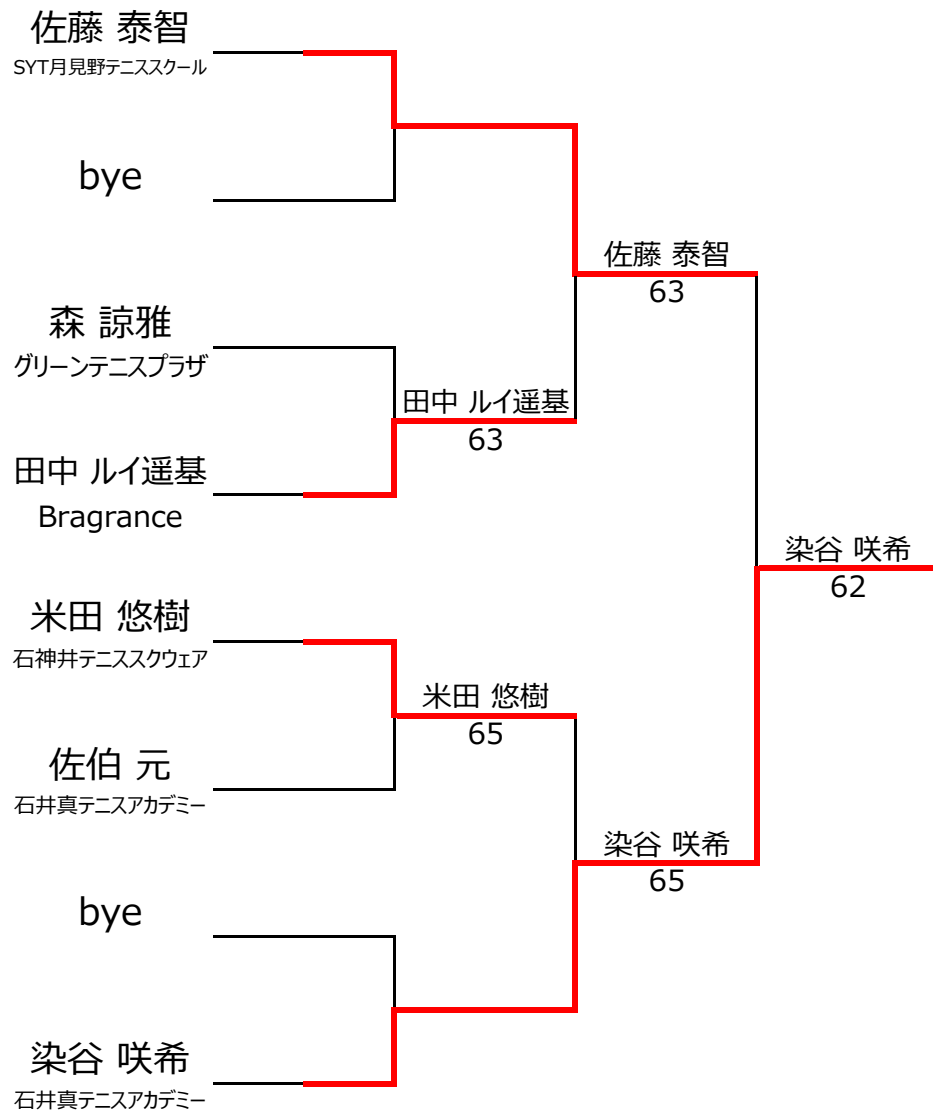 佐藤 泰智
SYT月見野テニススクール
bye
佐藤 泰智
63
森 諒雅
グリーンテニスプラザ
田中 ルイ遥基
63
田中 ルイ遥基
Bragrance
染谷 咲希
62
米田 悠樹
石神井テニススクウェア
米田 悠樹
65
佐伯 元
石井真テニスアカデミー
染谷 咲希
65
bye
染谷 咲希
石井真テニスアカデミー